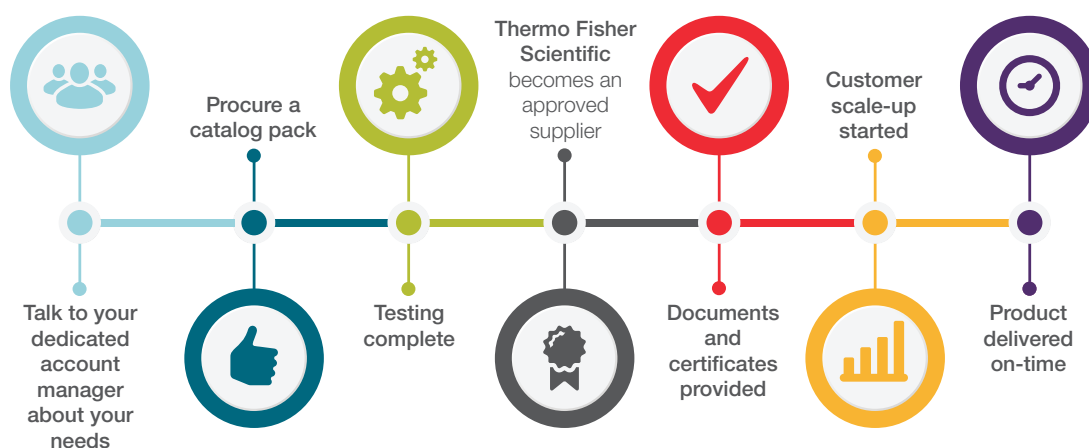 Talk to your
dedicated
account
manager
about your
needs
Procure a
catalog pack
Testing
complete
Thermo Fisher
Scientific
becomes an
approved
supplier
Documents
and
certificates
provided
Customer
scale-up
started
Product
delivered
on-time